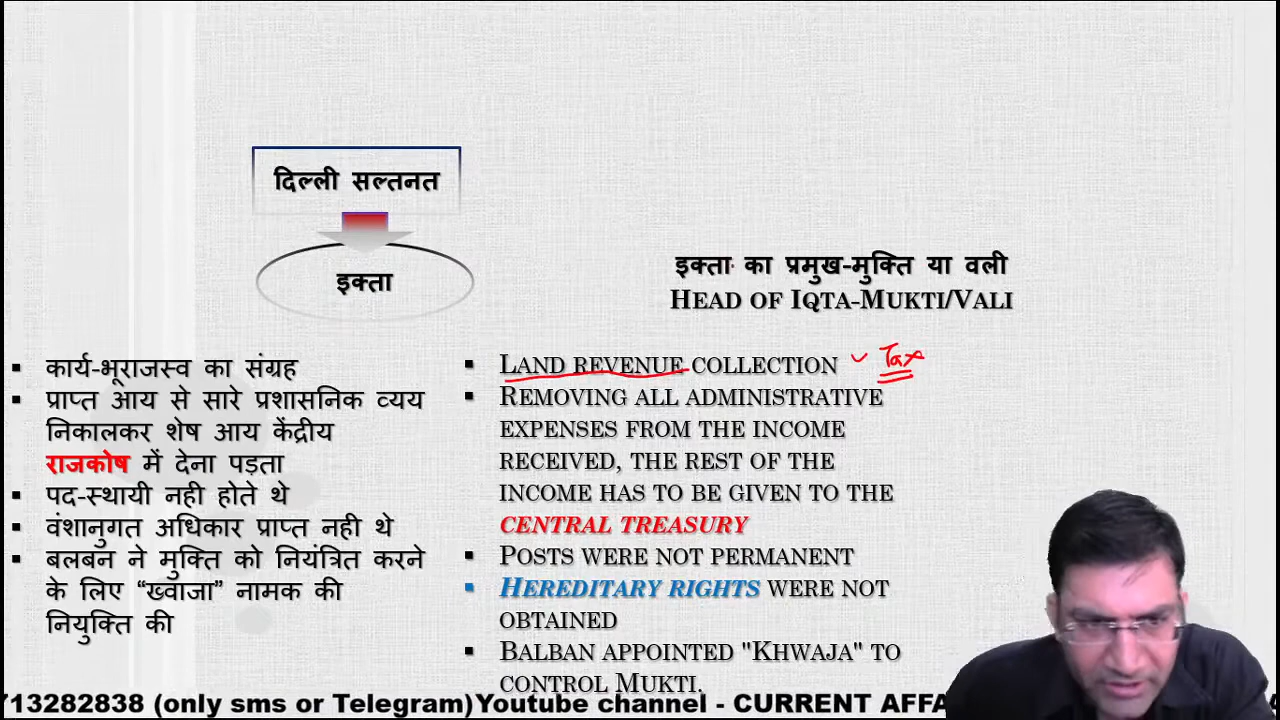 दिल्ली सल्तनत
इक्ता
इक्ता का प्रमुख-मुक्ति या वली
HEAD OF IQTA-MUKTI/VALI
▪ कार्य-भूराजस्व का संग्रह
▪ प्राप्त आय से सारे प्रशासनिक व्यय
निकालकर शेष आय केंद्रीय
राजकोष में देना पड़ता
▪ पद-स्थायी नही होते थे
▪ वंशानुगत अधिकार प्राप्त नही थे
▪ बलबन ने मुक्ति को नियंत्रित करने
के लिए “ख्वाजा” नामक की
नियुक्ति की
▪ LAND REVENUE COLLECTION ✓ Tax
▪ REMOVING ALL ADMINISTRATIVE
EXPENSES FROM THE INCOME
RECEIVED, THE REST OF THE
INCOME HAS TO BE GIVEN TO THE
CENTRAL TREASURY
▪ POSTS WERE NOT PERMANENT
▪ HEREDITARY RIGHTS WERE NOT
OBTAINED
▪ BALBAN APPOINTED "KHWAJA" TO
CONTROL MUKTI.
713282838 (only sms or Telegram)Youtube channel - CURRENT AFFA